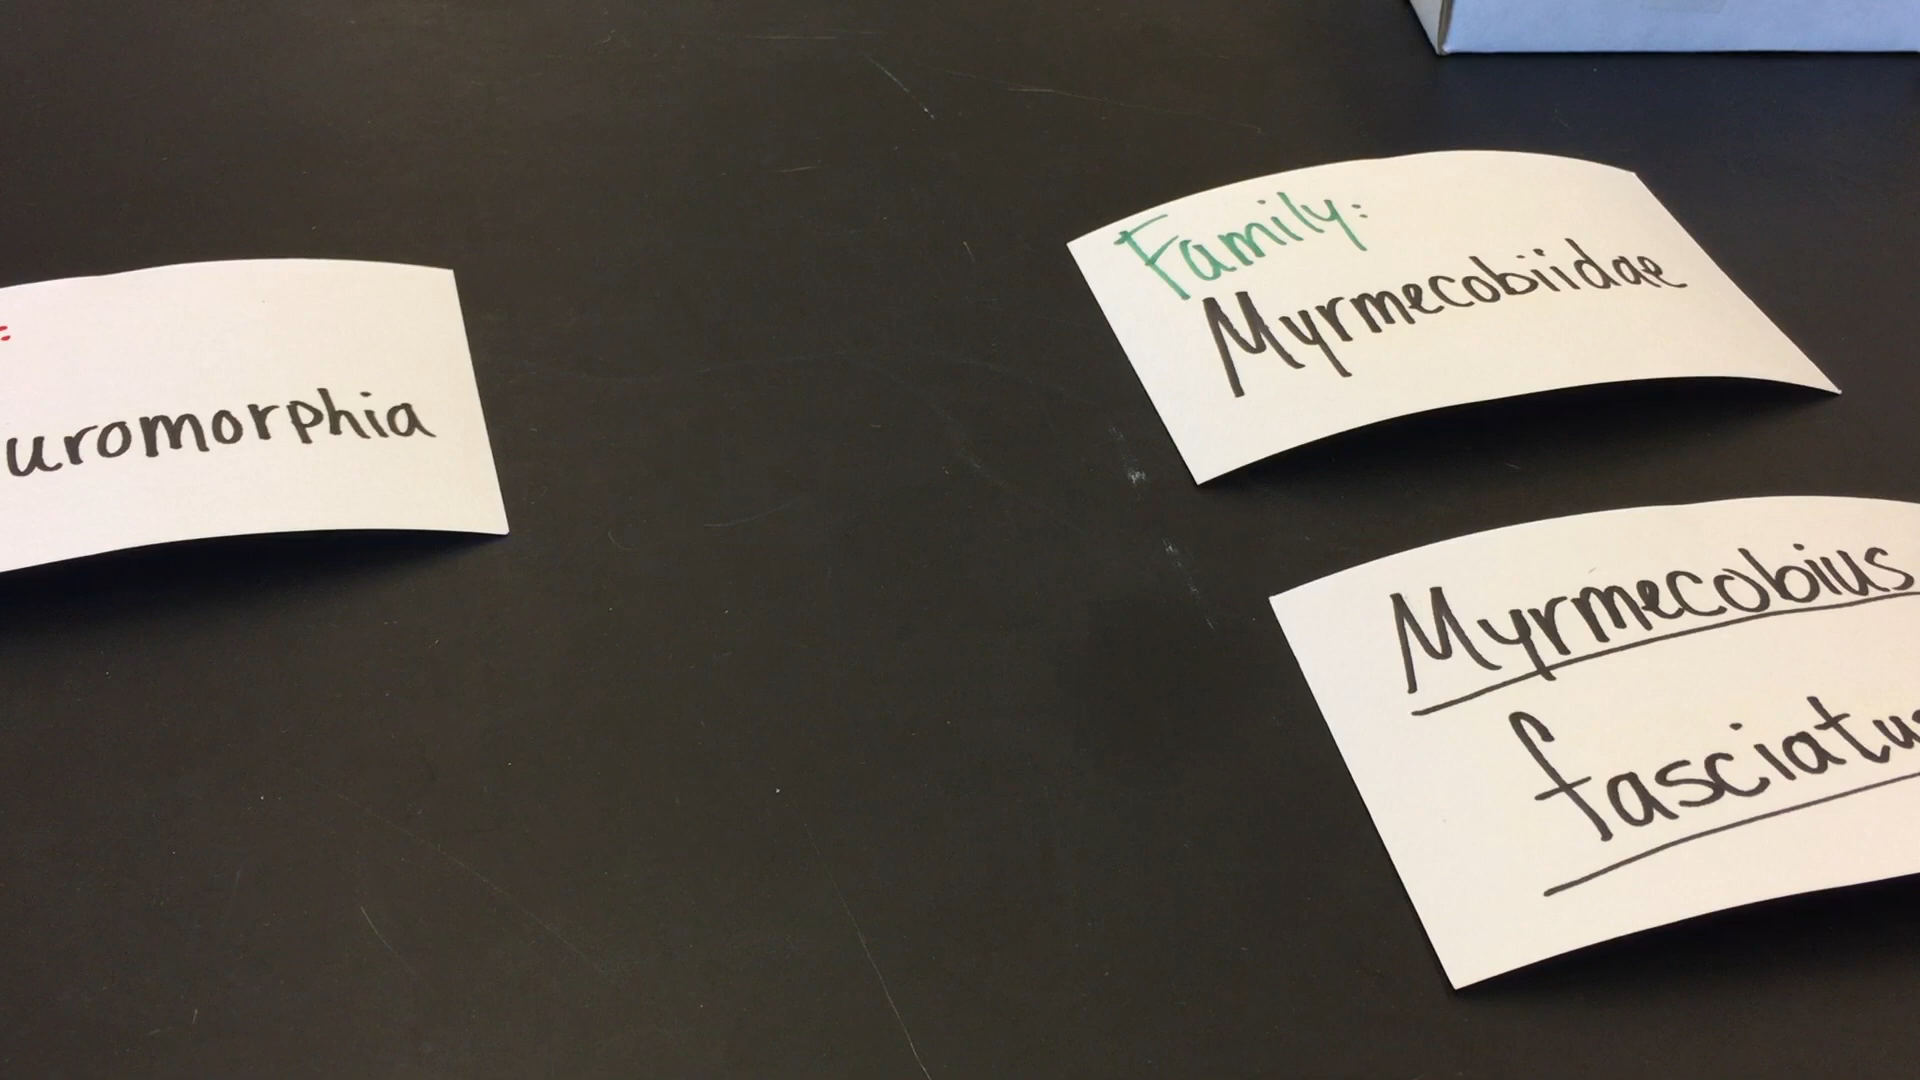 :
uromorphia
Family:
Myrmecobiidae
Myrmecobius
fasciatu